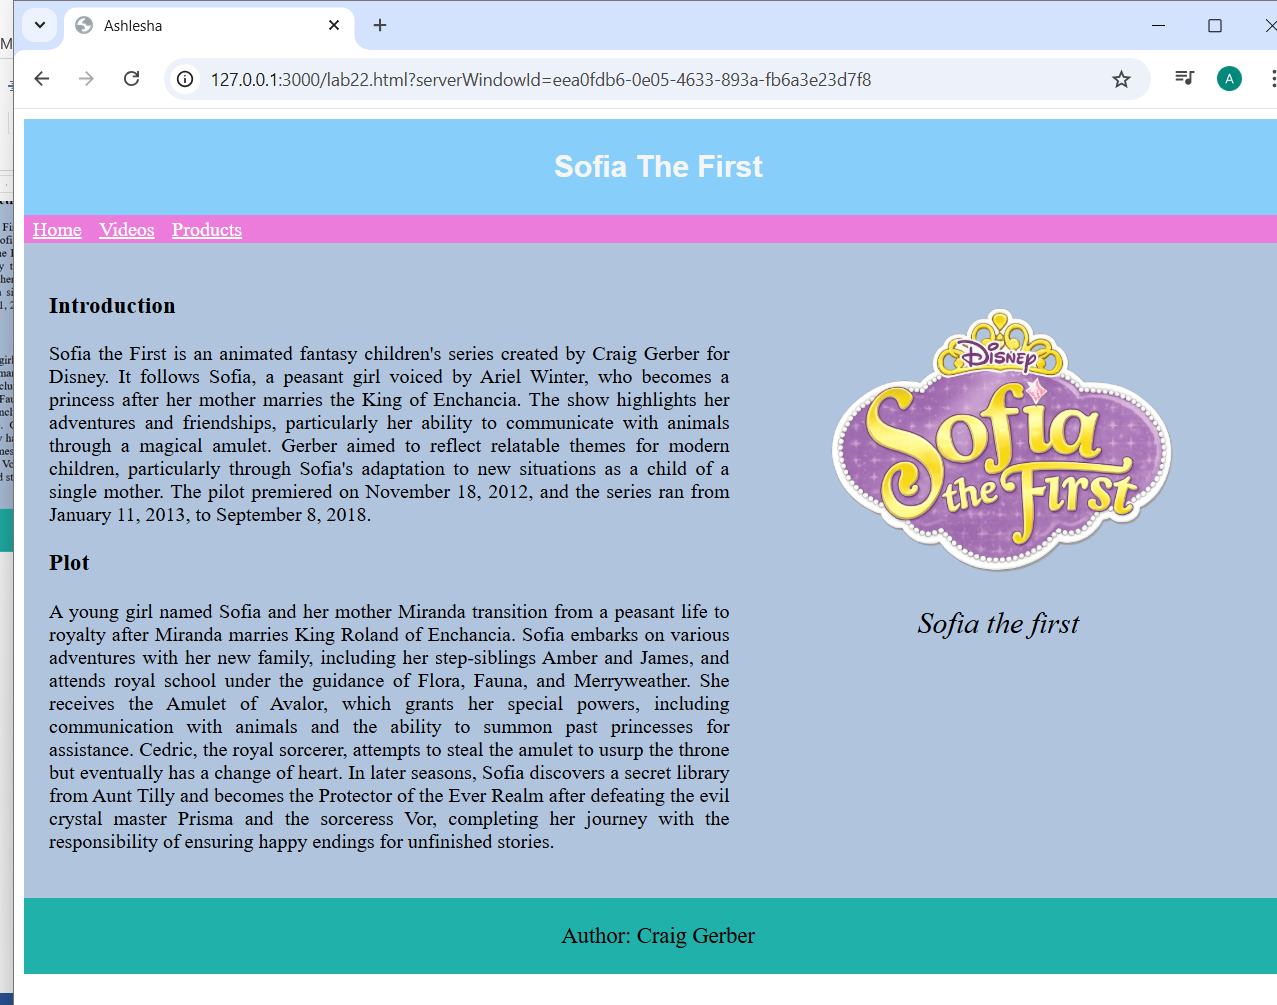 Ashlesha
127.0.0.1:3000/lab22.html?serverWindowId=eea0fdb6-0e05-4633-893a-fb6a3e23d7f8
A
Sofia The First
Home Videos Products
Introduction
Sofia the First is an animated fantasy children's series created by Craig Gerber for
Disney. It follows Sofia, a peasant girl voiced by Ariel Winter, who becomes a
princess after her mother marries the King of Enchancia. The show highlights her
adventures and friendships, particularly her ability to communicate with animals
through a magical amulet. Gerber aimed to reflect relatable themes for modern
children, particularly through Sofia's adaptation to new situations as a child of a
single mother. The pilot premiered on November 18, 2012, and the series ran from
January 11, 2013, to September 8, 2018.
Plot
A young girl named Sofia and her mother Miranda transition from a peasant life to
royalty after Miranda marries King Roland of Enchancia. Sofia embarks on various
adventures with her new family, including her step-siblings Amber and James, and
attends royal school under the guidance of Flora, Fauna, and Merryweather. She
receives the Amulet of Avalor, which grants her special powers, including
communication with animals and the ability to summon past princesses for
assistance. Cedric, the royal sorcerer, attempts to steal the amulet to usurp the throne
but eventually has a change of heart. In later seasons, Sofia discovers a secret library
from Aunt Tilly and becomes the Protector of the Ever Realm after defeating the evil
crystal master Prisma and the sorceress Vor, completing her journey with the
responsibility of ensuring happy endings for unfinished stories.
Disney
Sofia
the First
Sofia the first
Author: Craig Gerber